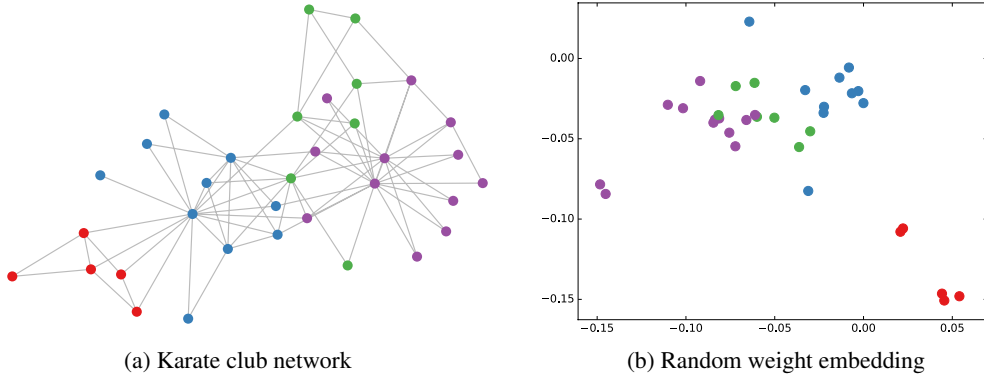 0.00
−0.05
−0.10
−0.15
−0.15 −0.10 −0.05 0.00 0.05
(a) Karate club network
(b) Random weight embedding